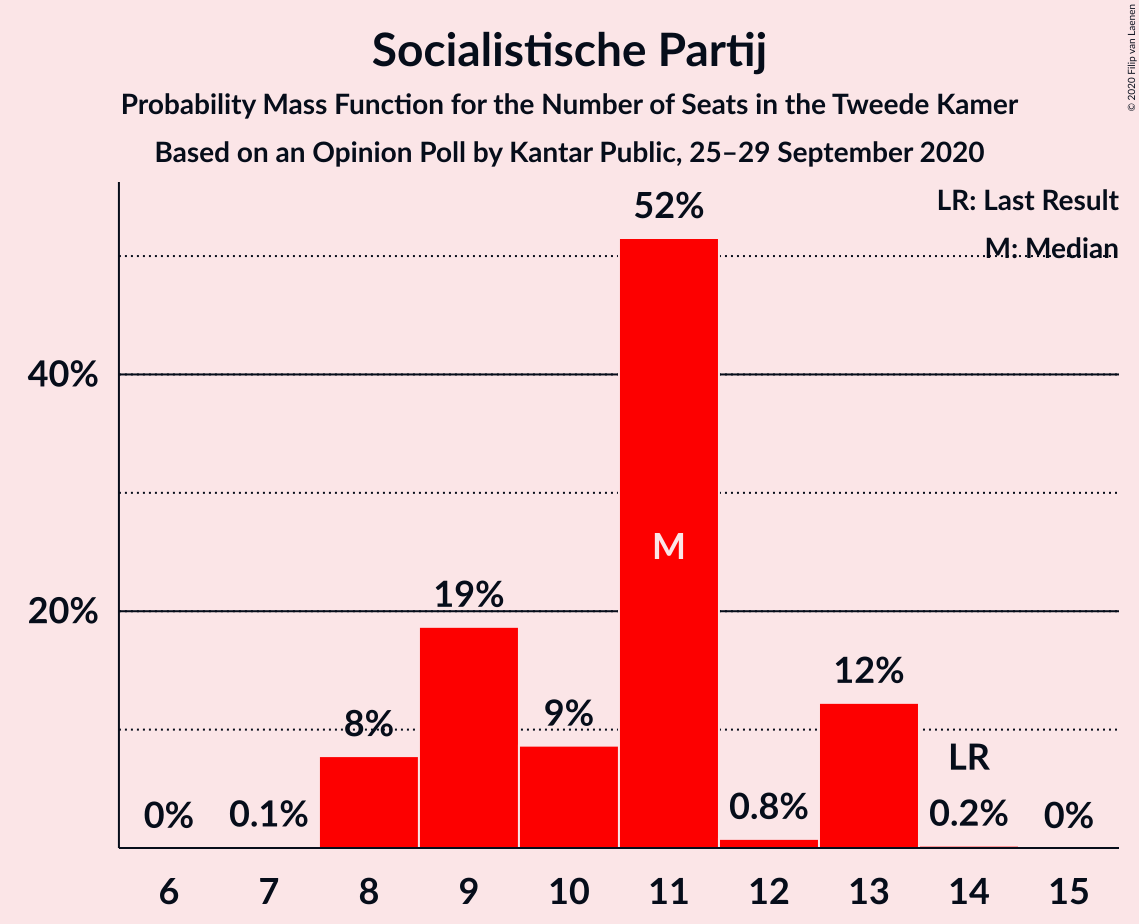 Socialistische Partij
Probability Mass Function for the Number of Seats in the Tweede Kamer
Based on an Opinion Poll by Kantar Public, 25–29 September 2020
© 2020 Filip van Laenen
LR: Last Result
M: Median
52%
40%
M
20%
19%
12%
9%
8%
LR
0% 0.1% 0.8% 0.2% 0%
6 7 8 9 10 11 12 13 14 15